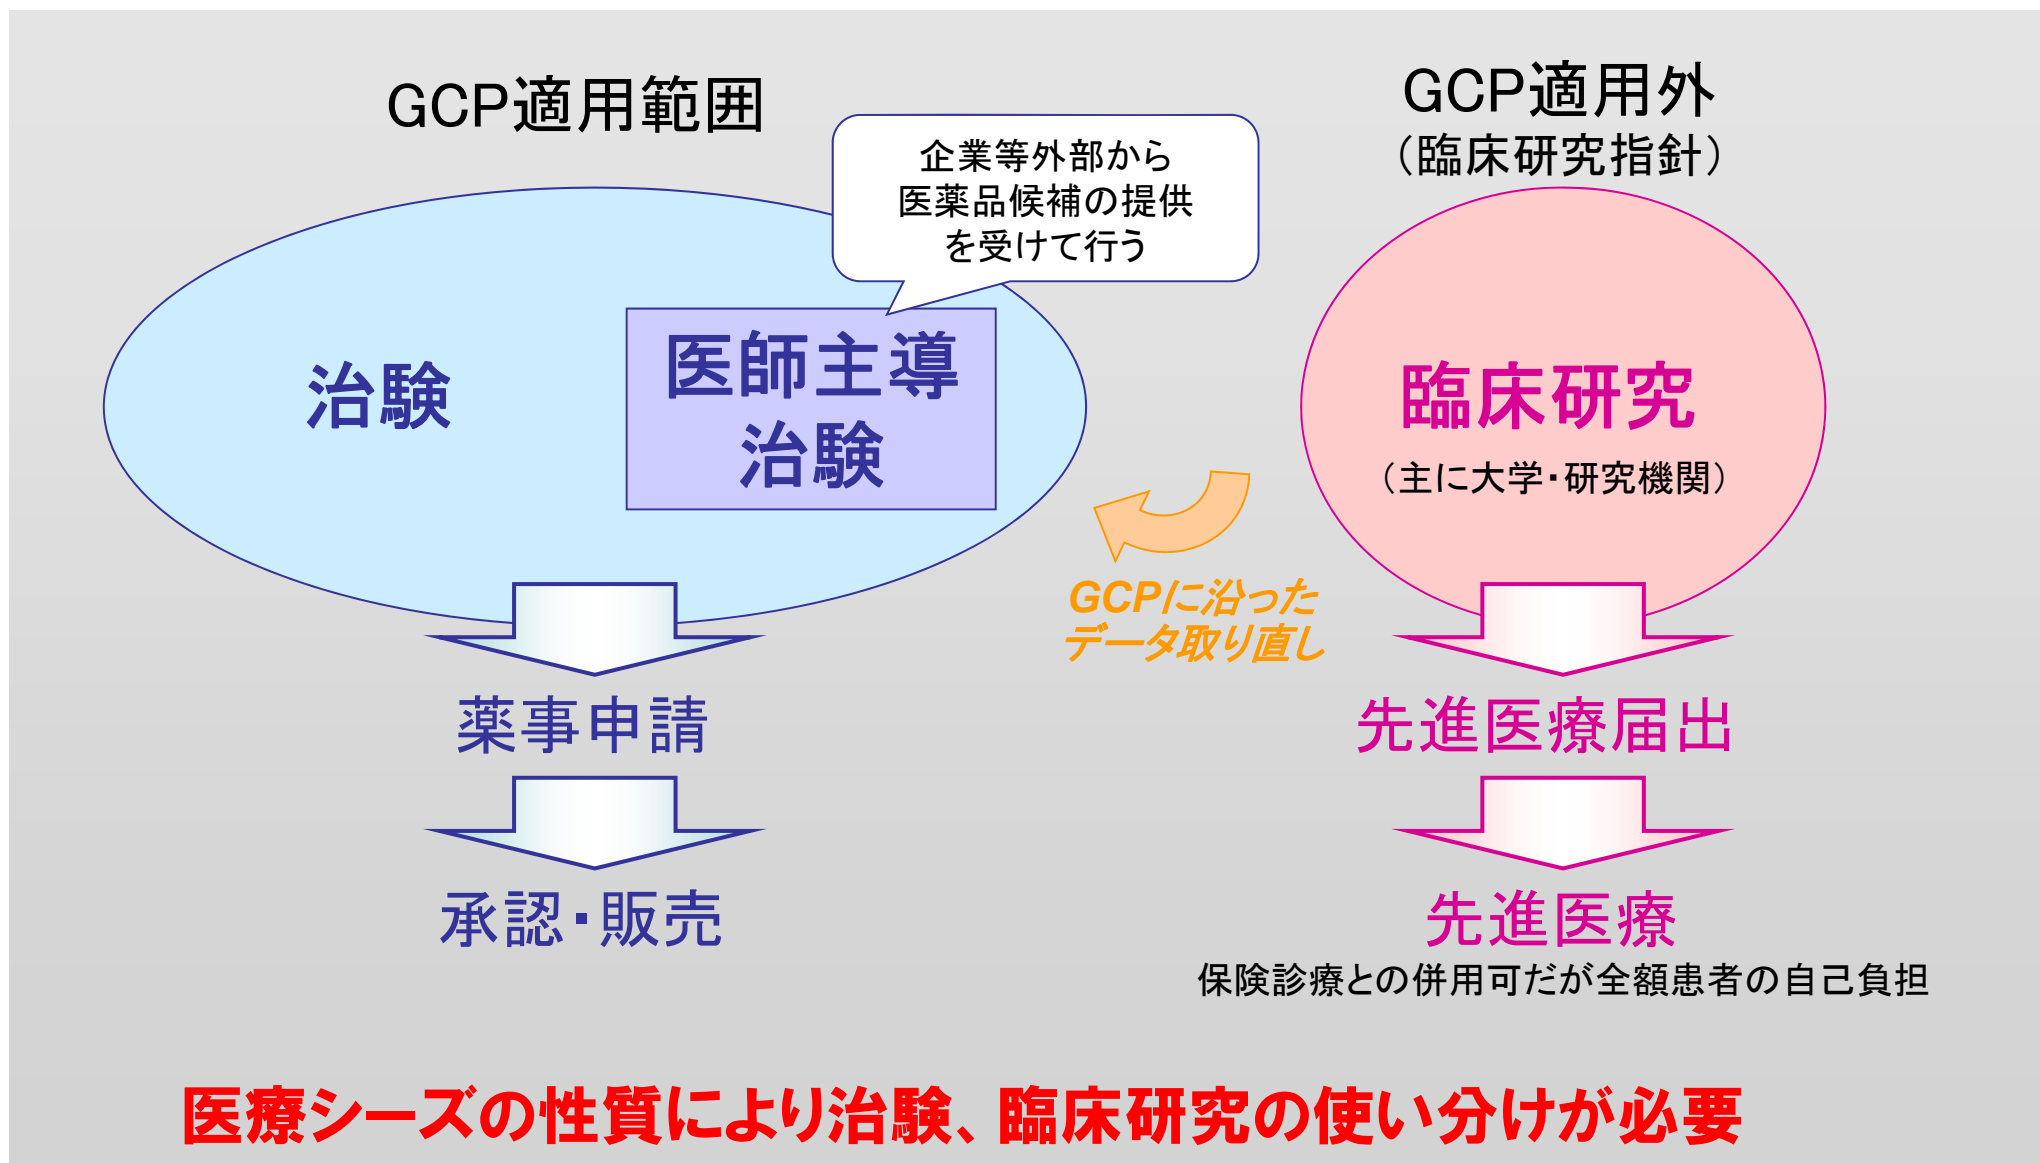 GCP適用範囲
GCP適用外
（臨床研究指針）
企業等外部から
医薬品候補の提供
を受けて行う
治験
医師主導
治験
臨床研究
（主に大学・研究機関）
GCPに沿った
データ取り直し
薬事申請
先進医療届出
承認・販売
先進医療
保険診療との併用可だが全額患者の自己負担
医療シーズの性質により治験、臨床研究の使い分けが必要